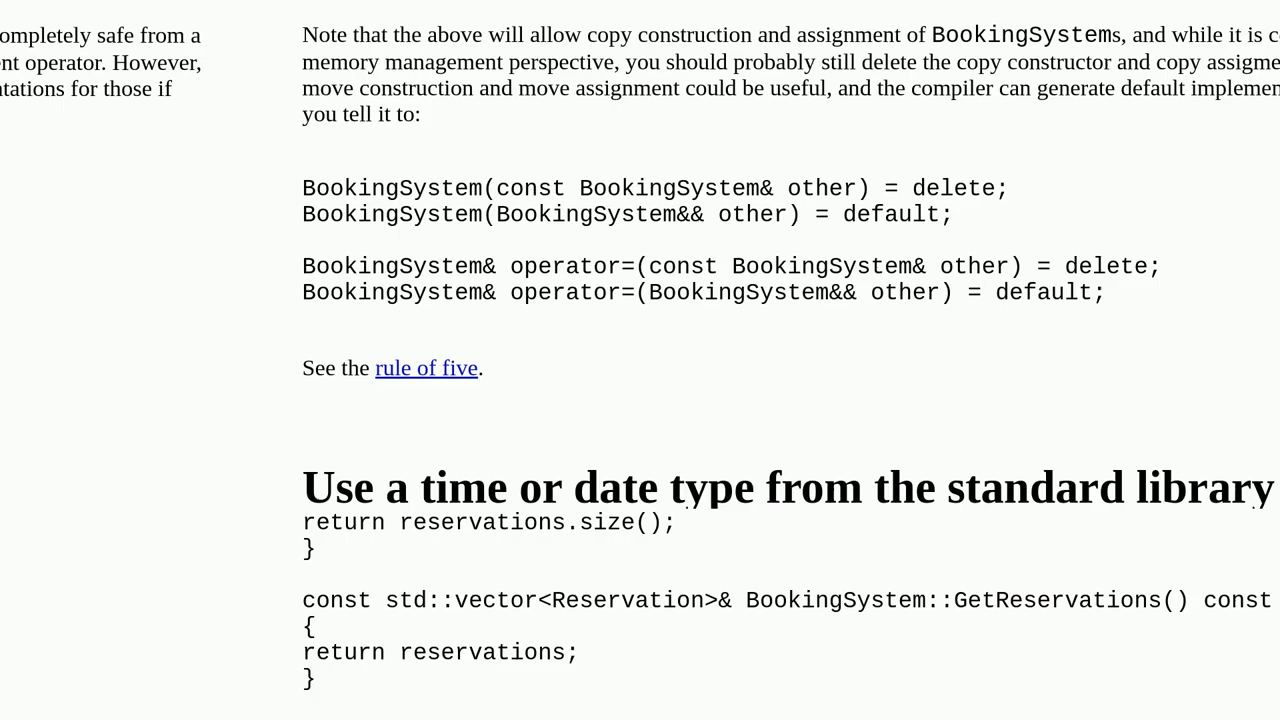 ompletely safe from a
nt operator. However,
tations for those if
Note that the above will allow copy construction and assignment of BookingSystems, and while it is c
memory management perspective, you should probably still delete the copy constructor and copy assigme
move construction and move assignment could be useful, and the compiler can generate default implemen
you tell it to:
BookingSystem(const BookingSystem& other) = delete;
BookingSystem(BookingSystem&& other) = default;
BookingSystem& operator=(const BookingSystem& other) = delete;
BookingSystem& operator=(BookingSystem&& other) = default;
See the rule of five.
Use a time or date type from the standard library
return reservations.size();
}
const std::vector<Reservation>& BookingSystem::GetReservations() const
{
return reservations;
}